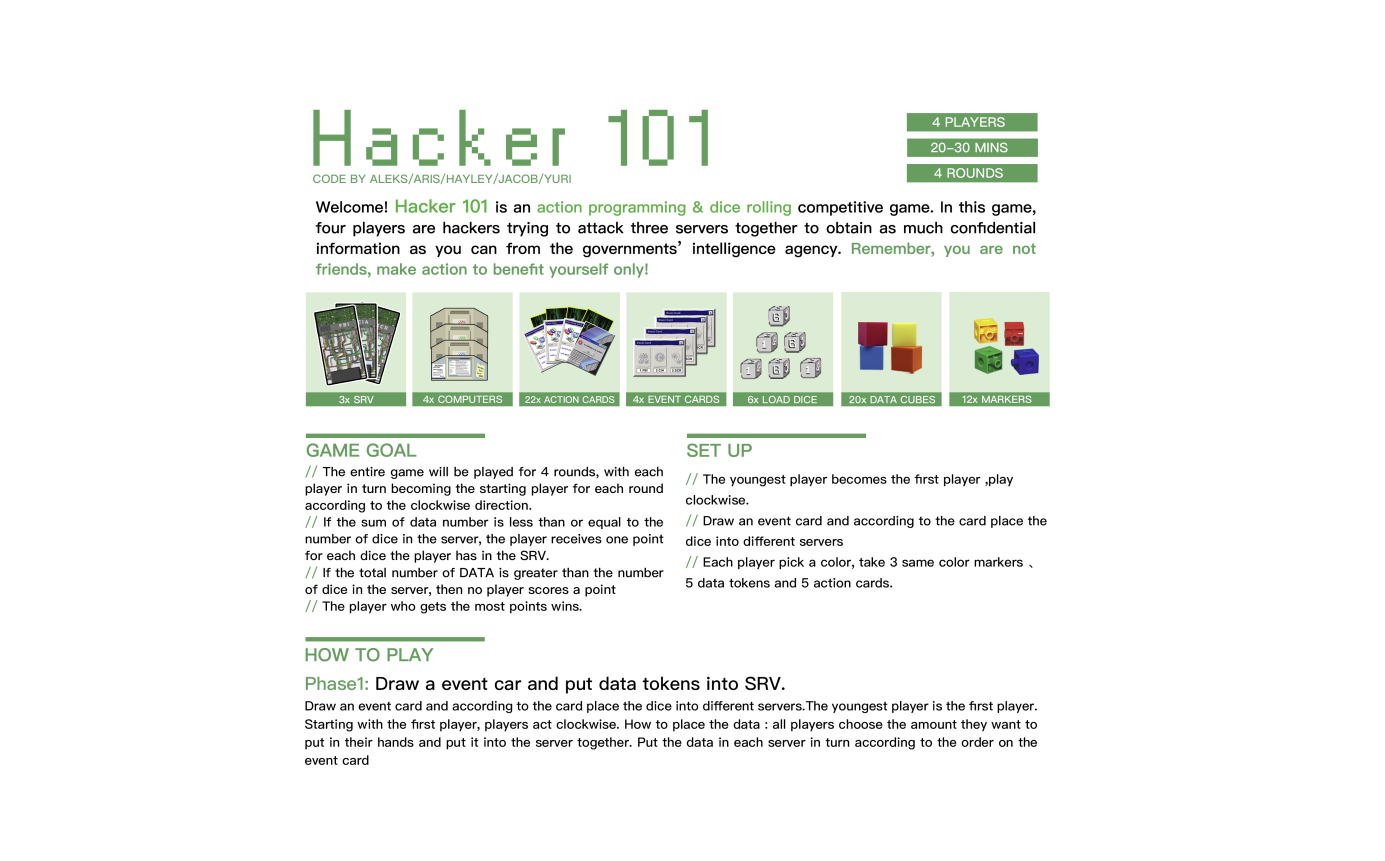 Hacker 101
CODE BY ALEKS/ARIS/HAYLEY/JACOB/YURI
4 PLAYERS
20-30 MINS
4 ROUNDS
Welcome! Hacker 101 is an action programming & dice rolling competitive game. In this game,
four players are hackers trying to attack three servers together to obtain as much confidential
information as you can from the governments’ intelligence agency. Remember, you are not
friends, make action to benefit yourself only!
3x SRV
4x COMPUTERS
22x ACTION CARDS
4x EVENT CARDS
6x LOAD DICE
20x DATA CUBES
12x MARKERS
GAME GOAL
// The entire game will be played for 4 rounds, with each
player in turn becoming the starting player for each round
according to the clockwise direction.
// If the sum of data number is less than or equal to the
number of dice in the server, the player receives one point
for each dice the player has in the SRV.
// If the total number of DATA is greater than the number
of dice in the server, then no player scores a point
// The player who gets the most points wins.
SET UP
// The youngest player becomes the first player ,play
clockwise.
// Draw an event card and according to the card place the
dice into different servers
// Each player pick a color, take 3 same color markers 、
5 data tokens and 5 action cards.
HOW TO PLAY
Phase1: Draw a event car and put data tokens into SRV.
Draw an event card and according to the card place the dice into different servers.The youngest player is the first player.
Starting with the first player, players act clockwise. How to place the data : all players choose the amount they want to
put in their hands and put it into the server together. Put the data in each server in turn according to the order on the
event card